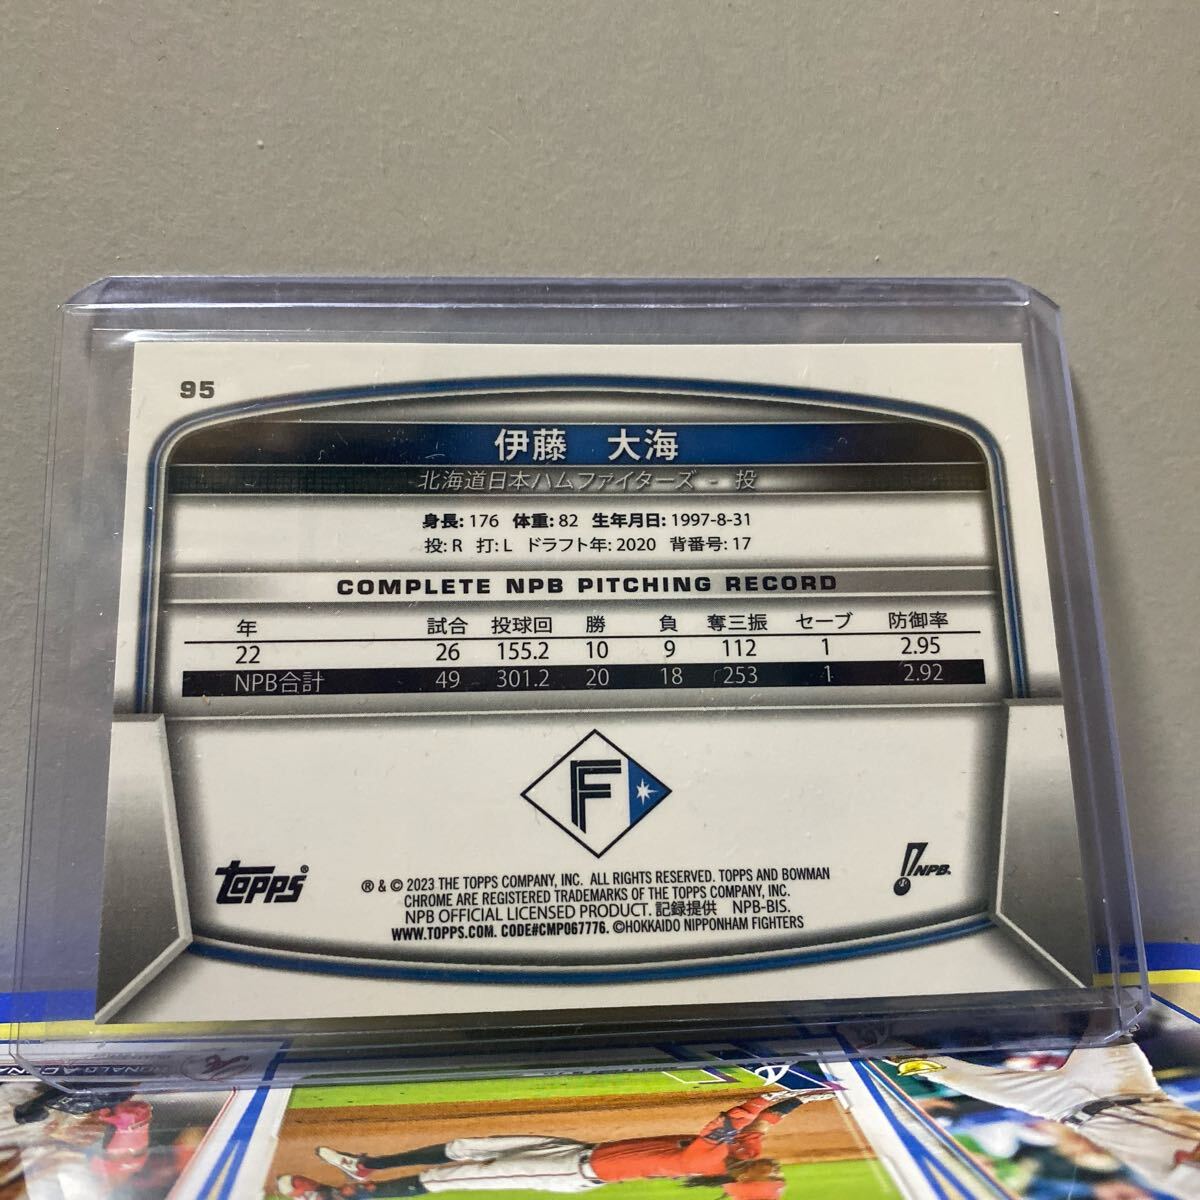 95
伊藤 大海
北海道日本ハムファイターズ - 投
身長: 176 体重: 82 生年月日: 1997-8-31
投: R 打: L ドラフト年: 2020 背番号: 17
COMPLETE NPB PITCHING RECORD
年 試合 投球回 勝 負 奪三振 セーブ 防御率
22 26 155.2 10 9 112 1 2.95
NPB合計 49 301.2 20 18 253 1 2.92
F
topps®
NPB.
® & © 2023 THE TOPPS COMPANY, INC. ALL RIGHTS RESERVED. TOPPS AND BOWMAN
CHROME ARE REGISTERED TRADEMARKS OF THE TOPPS COMPANY, INC.
NPB OFFICIAL LICENSED PRODUCT. 記録提供 NPB-BIS.
WWW.TOPPS.COM. CODE#CMP067776. ©HOKKAIDO NIPPONHAM FIGHTERS